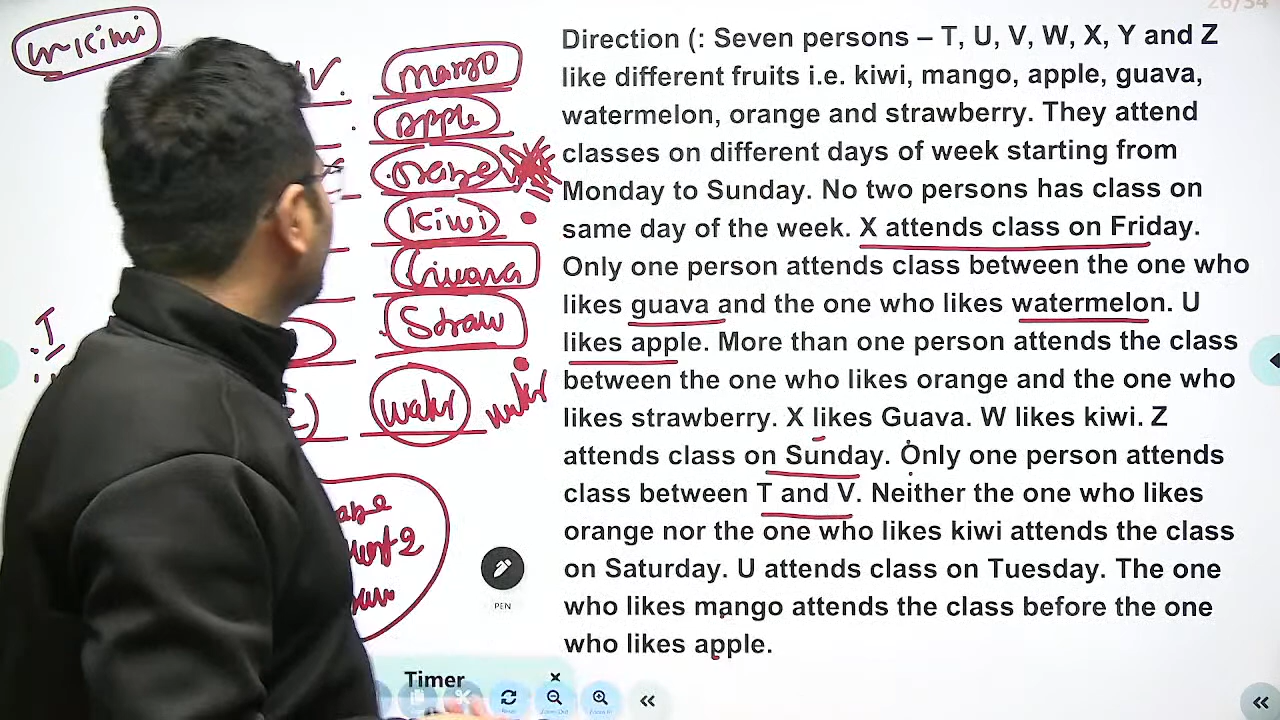 26/54
w kiwi
V.
mango
apple
orange
kiwi
Guava
Straw
water
water
T
PEN
Timer
Direction (: Seven persons – T, U, V, W, X, Y and Z
like different fruits i.e. kiwi, mango, apple, guava,
watermelon, orange and strawberry. They attend
classes on different days of week starting from
Monday to Sunday. No two persons has class on
same day of the week. X attends class on Friday.
Only one person attends class between the one who
likes guava and the one who likes watermelon. U
likes apple. More than one person attends the class
between the one who likes orange and the one who
likes strawberry. X likes Guava. W likes kiwi. Z
attends class on Sunday. Only one person attends
class between T and V. Neither the one who likes
orange nor the one who likes kiwi attends the class
on Saturday. U attends class on Tuesday. The one
who likes mango attends the class before the one
who likes apple.